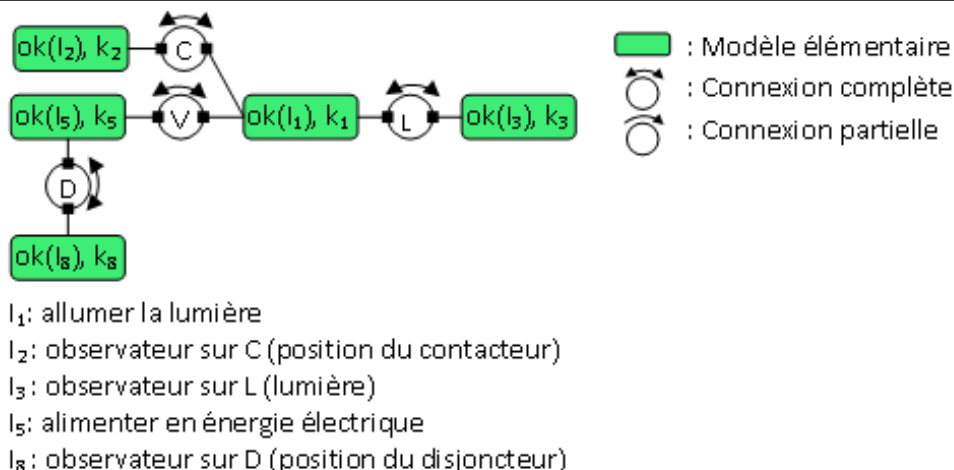 ok(I₂), k₂
C
ok(I₅), k₅
V
ok(I₁), k₁
L
ok(I₃), k₃
D
ok(I₈), k₈
: Modèle élémentaire
: Connexion complète
: Connexion partielle
I₁: allumer la lumière
I₂: observateur sur C (position du contacteur)
I₃: observateur sur L (lumière)
I₅: alimenter en énergie électrique
I₈: observateur sur D (position du disjoncteur)